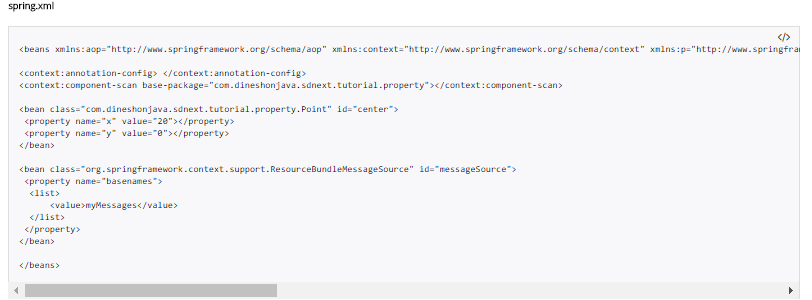 spring.xml
</>
<beans xmlns:aop="http://www.springframework.org/schema/aop" xmlns:context="http://www.springframework.org/schema/context" xmlns:p="http://www.springfra
<context:annotation-config> </context:annotation-config>
<context:component-scan base-package="com.dineshonjava.sdnext.tutorial.property"></context:component-scan>
<bean class="com.dineshonjava.sdnext.tutorial.property.Point" id="center">
<property name="x" value="20"></property>
<property name="y" value="0"></property>
</bean>
<bean class="org.springframework.context.support.ResourceBundleMessageSource" id="messageSource">
<property name="basenames">
<list>
<value>myMessages</value>
</list>
</property>
</bean>
</beans>